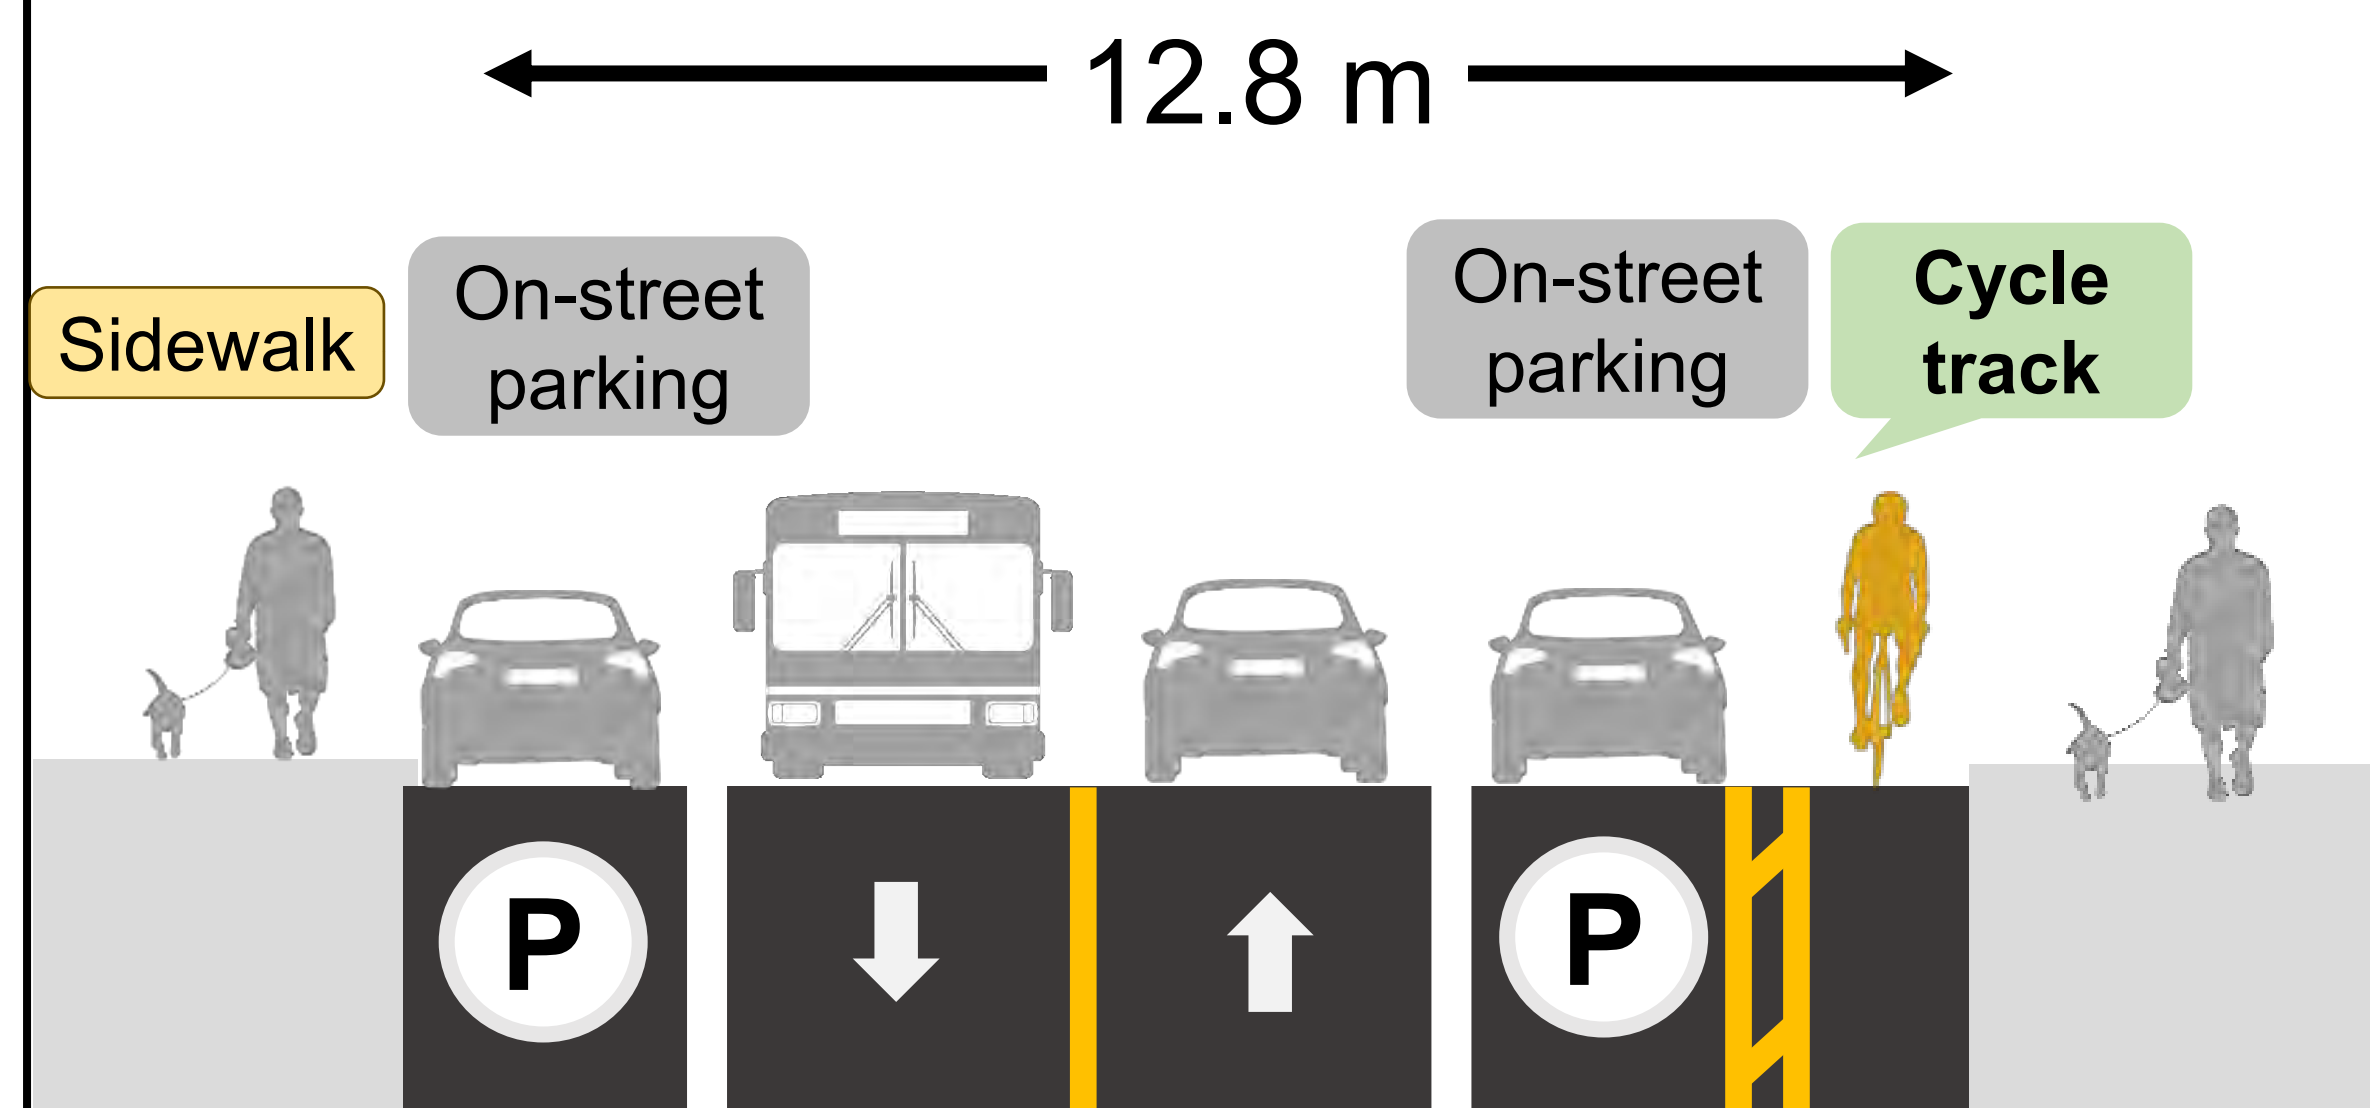 12.8 m
Sidewalk
On-street
parking
On-street
parking
Cycle
track
P
P